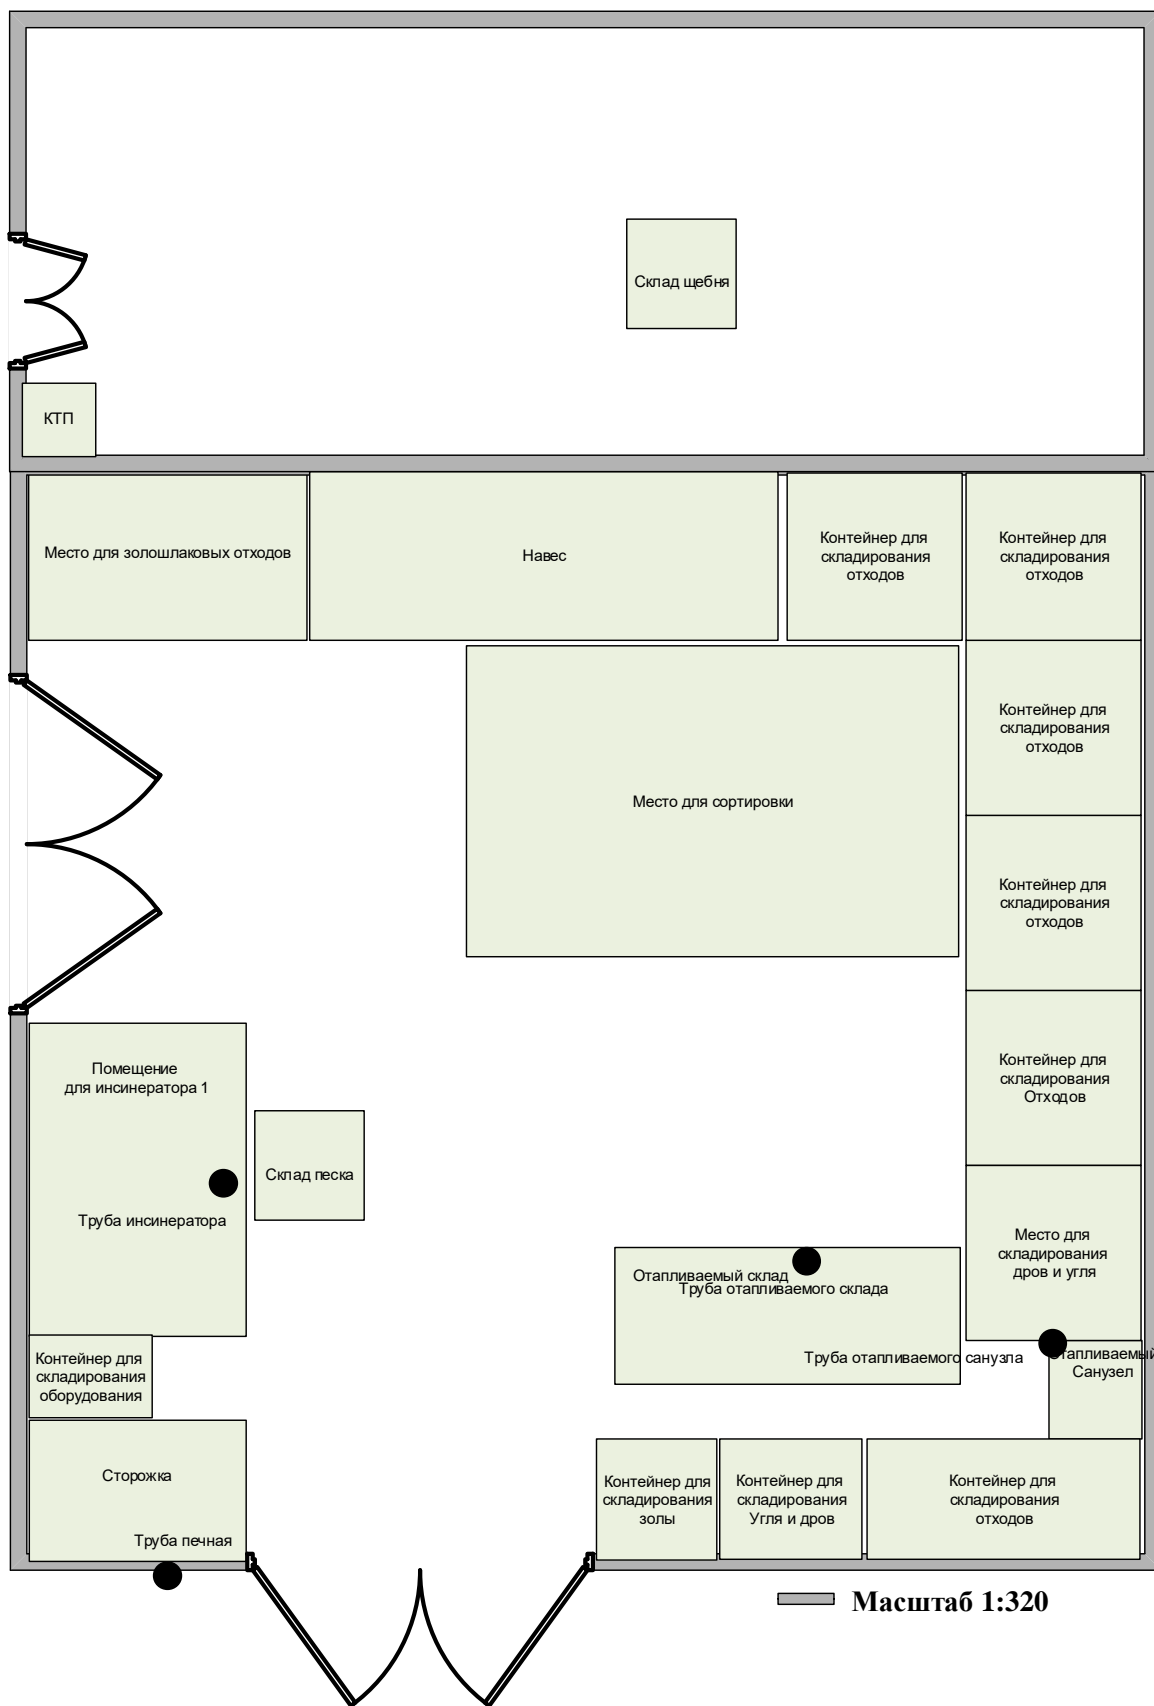 Склад щебня
КТП
Место для золошлаковых отходов
Навес
Контейнер для
складирования
отходов
Контейнер для
складирования
отходов
Контейнер для
складирования
отходов
Место для сортировки
Контейнер для
складирования
отходов
Помещение
для инсинератора 1
Контейнер для
складирования
Отходов
Склад песка
Труба инсинератора
Место для
складирования
дров и угля
Отапливаемый склад
Труба отапливаемого склада
Труба отапливаемого санузла
Отапливаемый
Санузел
Контейнер для
складирования
оборудования
Сторожка
Контейнер для
складирования
золы
Контейнер для
складирования
Угля и дров
Контейнер для
складирования
отходов
Труба печная
Масштаб 1:320